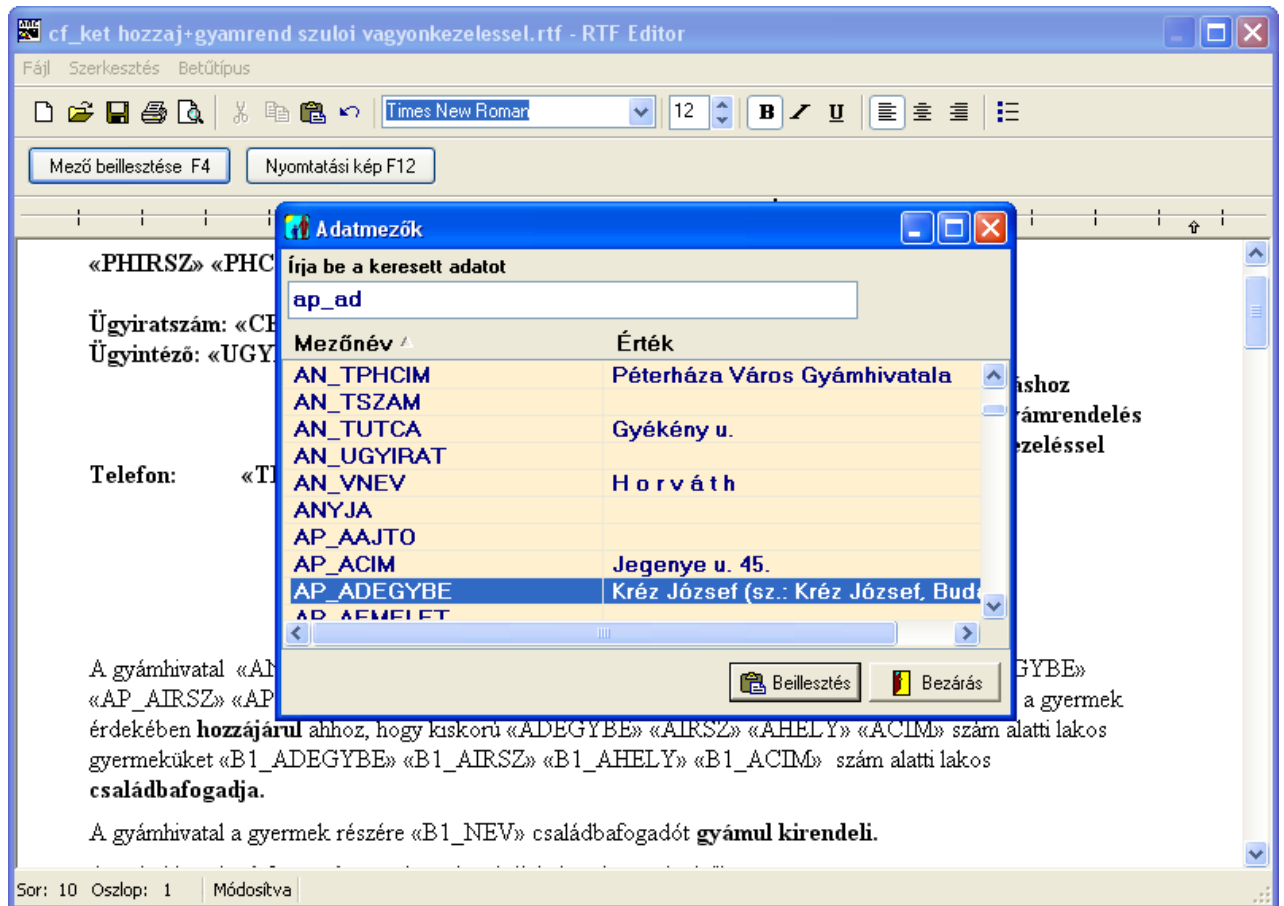 cf_ket hozzaj+gyamrend szuloi vagyonkezelessel.rtf - RTF Editor
Fájl Szerkesztés Betűtípus
Times New Roman 12 B I U
Mező beillesztése F4 Nyomtatási kép F12
Adatmezők
Írja be a keresett adatot
ap_ad
Mezőnév Érték
AN_TPHCIM Péterháza Város Gyámhivatala
AN_TSZAM
AN_TUTCA Gyékény u.
AN_UGYIRAT
AN_VNEV H o r v á t h
ANYJA
AP_AAJTO
AP_ACIM Jegenye u. 45.
AP_ADEGYBE Kréz József (sz.: Kréz József, Buda
AP_AEMELET
Beillesztés Bezárás
«PHIRSZ» «PHC
Ügyiratszám: «CE
Ügyintéző: «UGY
áshoz
yámrendelés
ezeléssel
Telefon: «T
A gyámhivatal «AN GYBE»
«AP_AIRSZ» «AP a gyermek
érdekében hozzájárul ahhoz, hogy kiskorú «ADEGYBE» «AIRSZ» «AHELY» «ACIM» szám alatti lakos
gyermeküket «B1_ADEGYBE» «B1_AIRSZ» «B1_AHELY» «B1_ACIM» szám alatti lakos
családbafogadja.
A gyámhivatal a gyermek részére «B1_NEV» családbafogadót gyámul kirendeli.
Sor: 10 Oszlop: 1 Módosítva